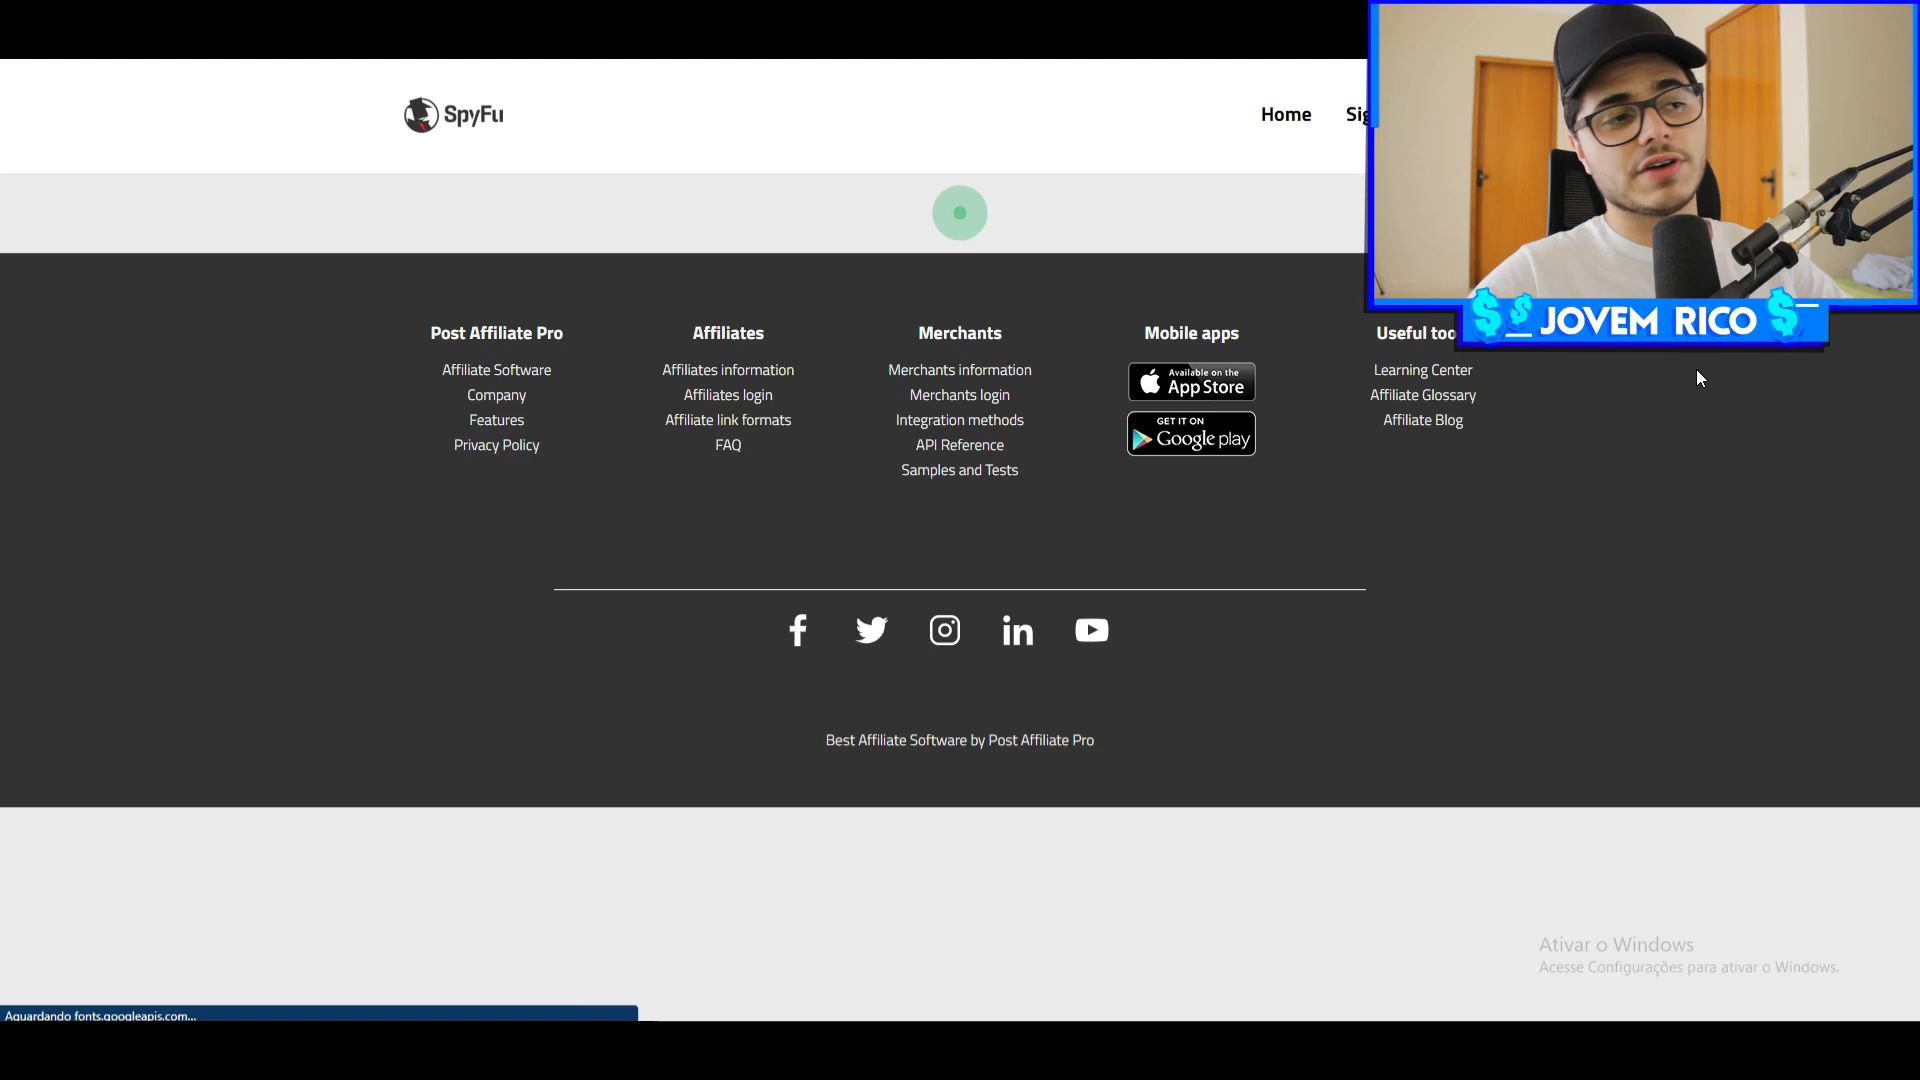 SpyFu
Home
Sig
JOVEM RICO
Post Affiliate Pro
Affiliate Software
Company
Features
Privacy Policy
Affiliates
Affiliates information
Affiliates login
Affiliate link formats
FAQ
Merchants
Merchants information
Merchants login
Integration methods
API Reference
Samples and Tests
Mobile apps
Available on the
App Store
GET IT ON
Google play
Useful too
Learning Center
Affiliate Glossary
Affiliate Blog
Best Affiliate Software by Post Affiliate Pro
Ativar o Windows
Acesse Configurações para ativar o Windows.
Aguardando fonts.googleapis.com...